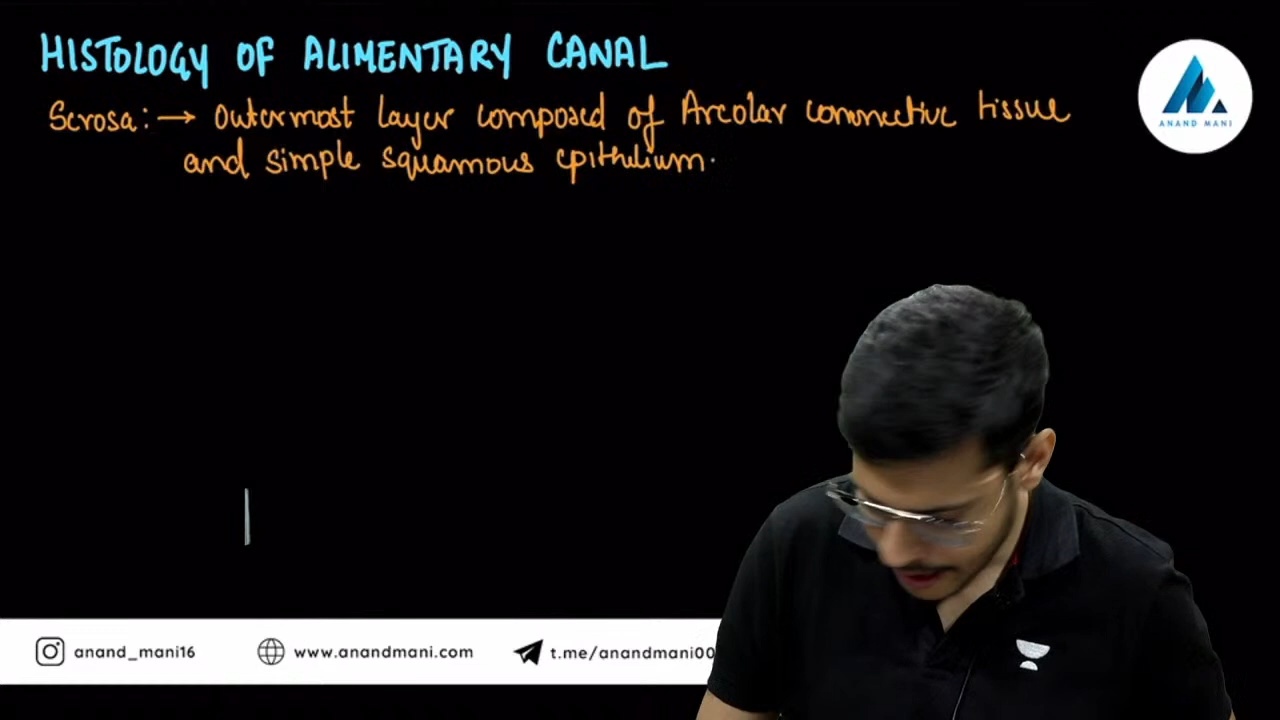 HISTOLOGY OF ALIMENTARY CANAL
Serosa:→ Outermost layer composed of Areolar connective tissue
and simple squamous epithelium.
ANAND MANI
anand_mani16
www.anandmani.com
t.me/anandmani00